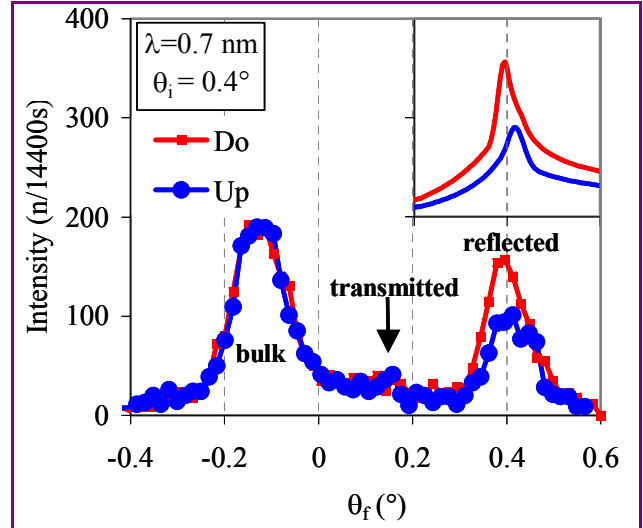 400
300
200
100
0
Intensity (n/14400s)
λ=0.7 nm
θi = 0.4°
Do
Up
bulk
transmitted
reflected
-0.4
-0.2
0
0.2
0.4
0.6
θf (°)